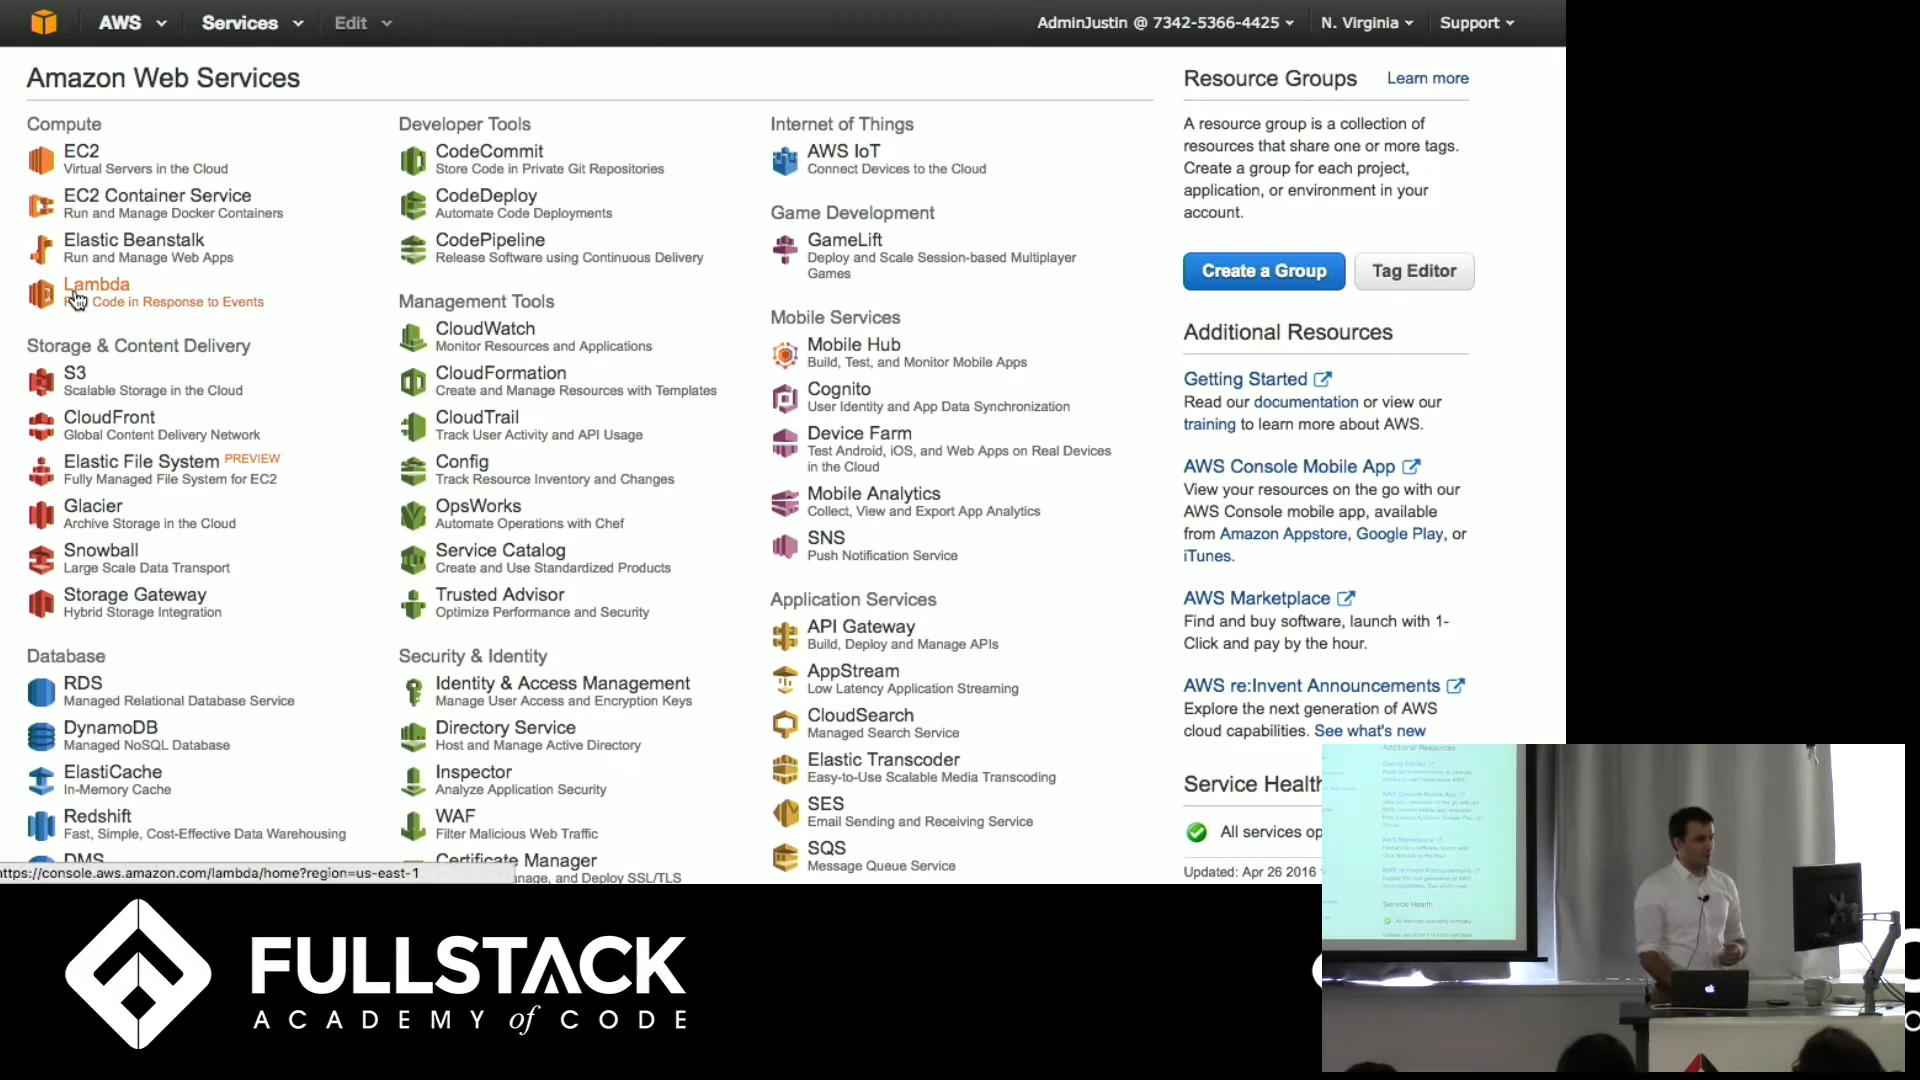 AWS Services Edit AdminJustin @ 7342-5366-4425 N. Virginia Support
Amazon Web Services
Compute
EC2
Virtual Servers in the Cloud
EC2 Container Service
Run and Manage Docker Containers
Elastic Beanstalk
Run and Manage Web Apps
Lambda
Code in Response to Events
Storage & Content Delivery
S3
Scalable Storage in the Cloud
CloudFront
Global Content Delivery Network
Elastic File System PREVIEW
Fully Managed File System for EC2
Glacier
Archive Storage in the Cloud
Snowball
Large Scale Data Transport
Storage Gateway
Hybrid Storage Integration
Database
RDS
Managed Relational Database Service
DynamoDB
Managed NoSQL Database
ElastiCache
In-Memory Cache
Redshift
Fast, Simple, Cost-Effective Data Warehousing
DMS
https://console.aws.amazon.com/lambda/home?region=us-east-1
Developer Tools
CodeCommit
Store Code in Private Git Repositories
CodeDeploy
Automate Code Deployments
CodePipeline
Release Software using Continuous Delivery
Management Tools
CloudWatch
Monitor Resources and Applications
CloudFormation
Create and Manage Resources with Templates
CloudTrail
Track User Activity and API Usage
Config
Track Resource Inventory and Changes
OpsWorks
Automate Operations with Chef
Service Catalog
Create and Use Standardized Products
Trusted Advisor
Optimize Performance and Security
Security & Identity
Identity & Access Management
Manage User Access and Encryption Keys
Directory Service
Host and Manage Active Directory
Inspector
Analyze Application Security
WAF
Filter Malicious Web Traffic
Certificate Manager
and Deploy SSL/TLS
Internet of Things
AWS IoT
Connect Devices to the Cloud
Game Development
GameLift
Deploy and Scale Session-based Multiplayer
Games
Mobile Services
Mobile Hub
Build, Test, and Monitor Mobile Apps
Cognito
User Identity and App Data Synchronization
Device Farm
Test Android, iOS, and Web Apps on Real Devices
in the Cloud
Mobile Analytics
Collect, View and Export App Analytics
SNS
Push Notification Service
Application Services
API Gateway
Build, Deploy and Manage APIs
AppStream
Low Latency Application Streaming
CloudSearch
Managed Search Service
Elastic Transcoder
Easy-to-Use Scalable Media Transcoding
SES
Email Sending and Receiving Service
SQS
Message Queue Service
Resource Groups Learn more
A resource group is a collection of
resources that share one or more tags.
Create a group for each project,
application, or environment in your
account.
Create a Group Tag Editor
Additional Resources
Getting Started
Read our documentation or view our
training to learn more about AWS.
AWS Console Mobile App
View your resources on the go with our
AWS Console mobile app, available
from Amazon Appstore, Google Play, or
iTunes.
AWS Marketplace
Find and buy software, launch with 1-
Click and pay by the hour.
AWS re:Invent Announcements
Explore the next generation of AWS
cloud capabilities. See what's new
Service Health
All services op
Updated: Apr 26 2016
Additional Resources
Getting Started
AWS Console Mobile App
AWS Marketplace
AWS re:Invent Announcements
Service Health
All services operating normally
FULLSTACK
ACADEMY of CODE